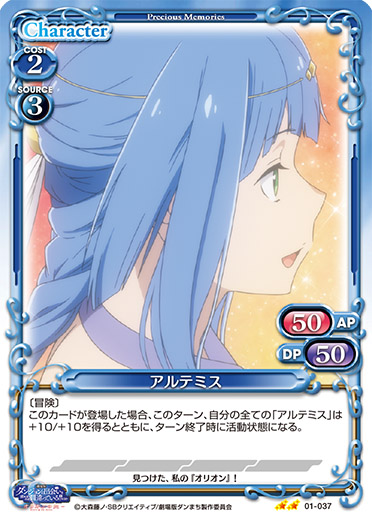 Precious Memories
Character
COST
2
SOURCE
3
50 AP
DP 50
アルテミス
〔冒険〕
このカードが登場した場合、このターン、自分の全ての「アルテミス」は
+10/+10を得るとともに、ターン終了時に活動状態になる。
見つけた、私の『オリオン』!
©大森藤ノ・SBクリエイティブ/劇場版ダンまち製作委員会
01-037